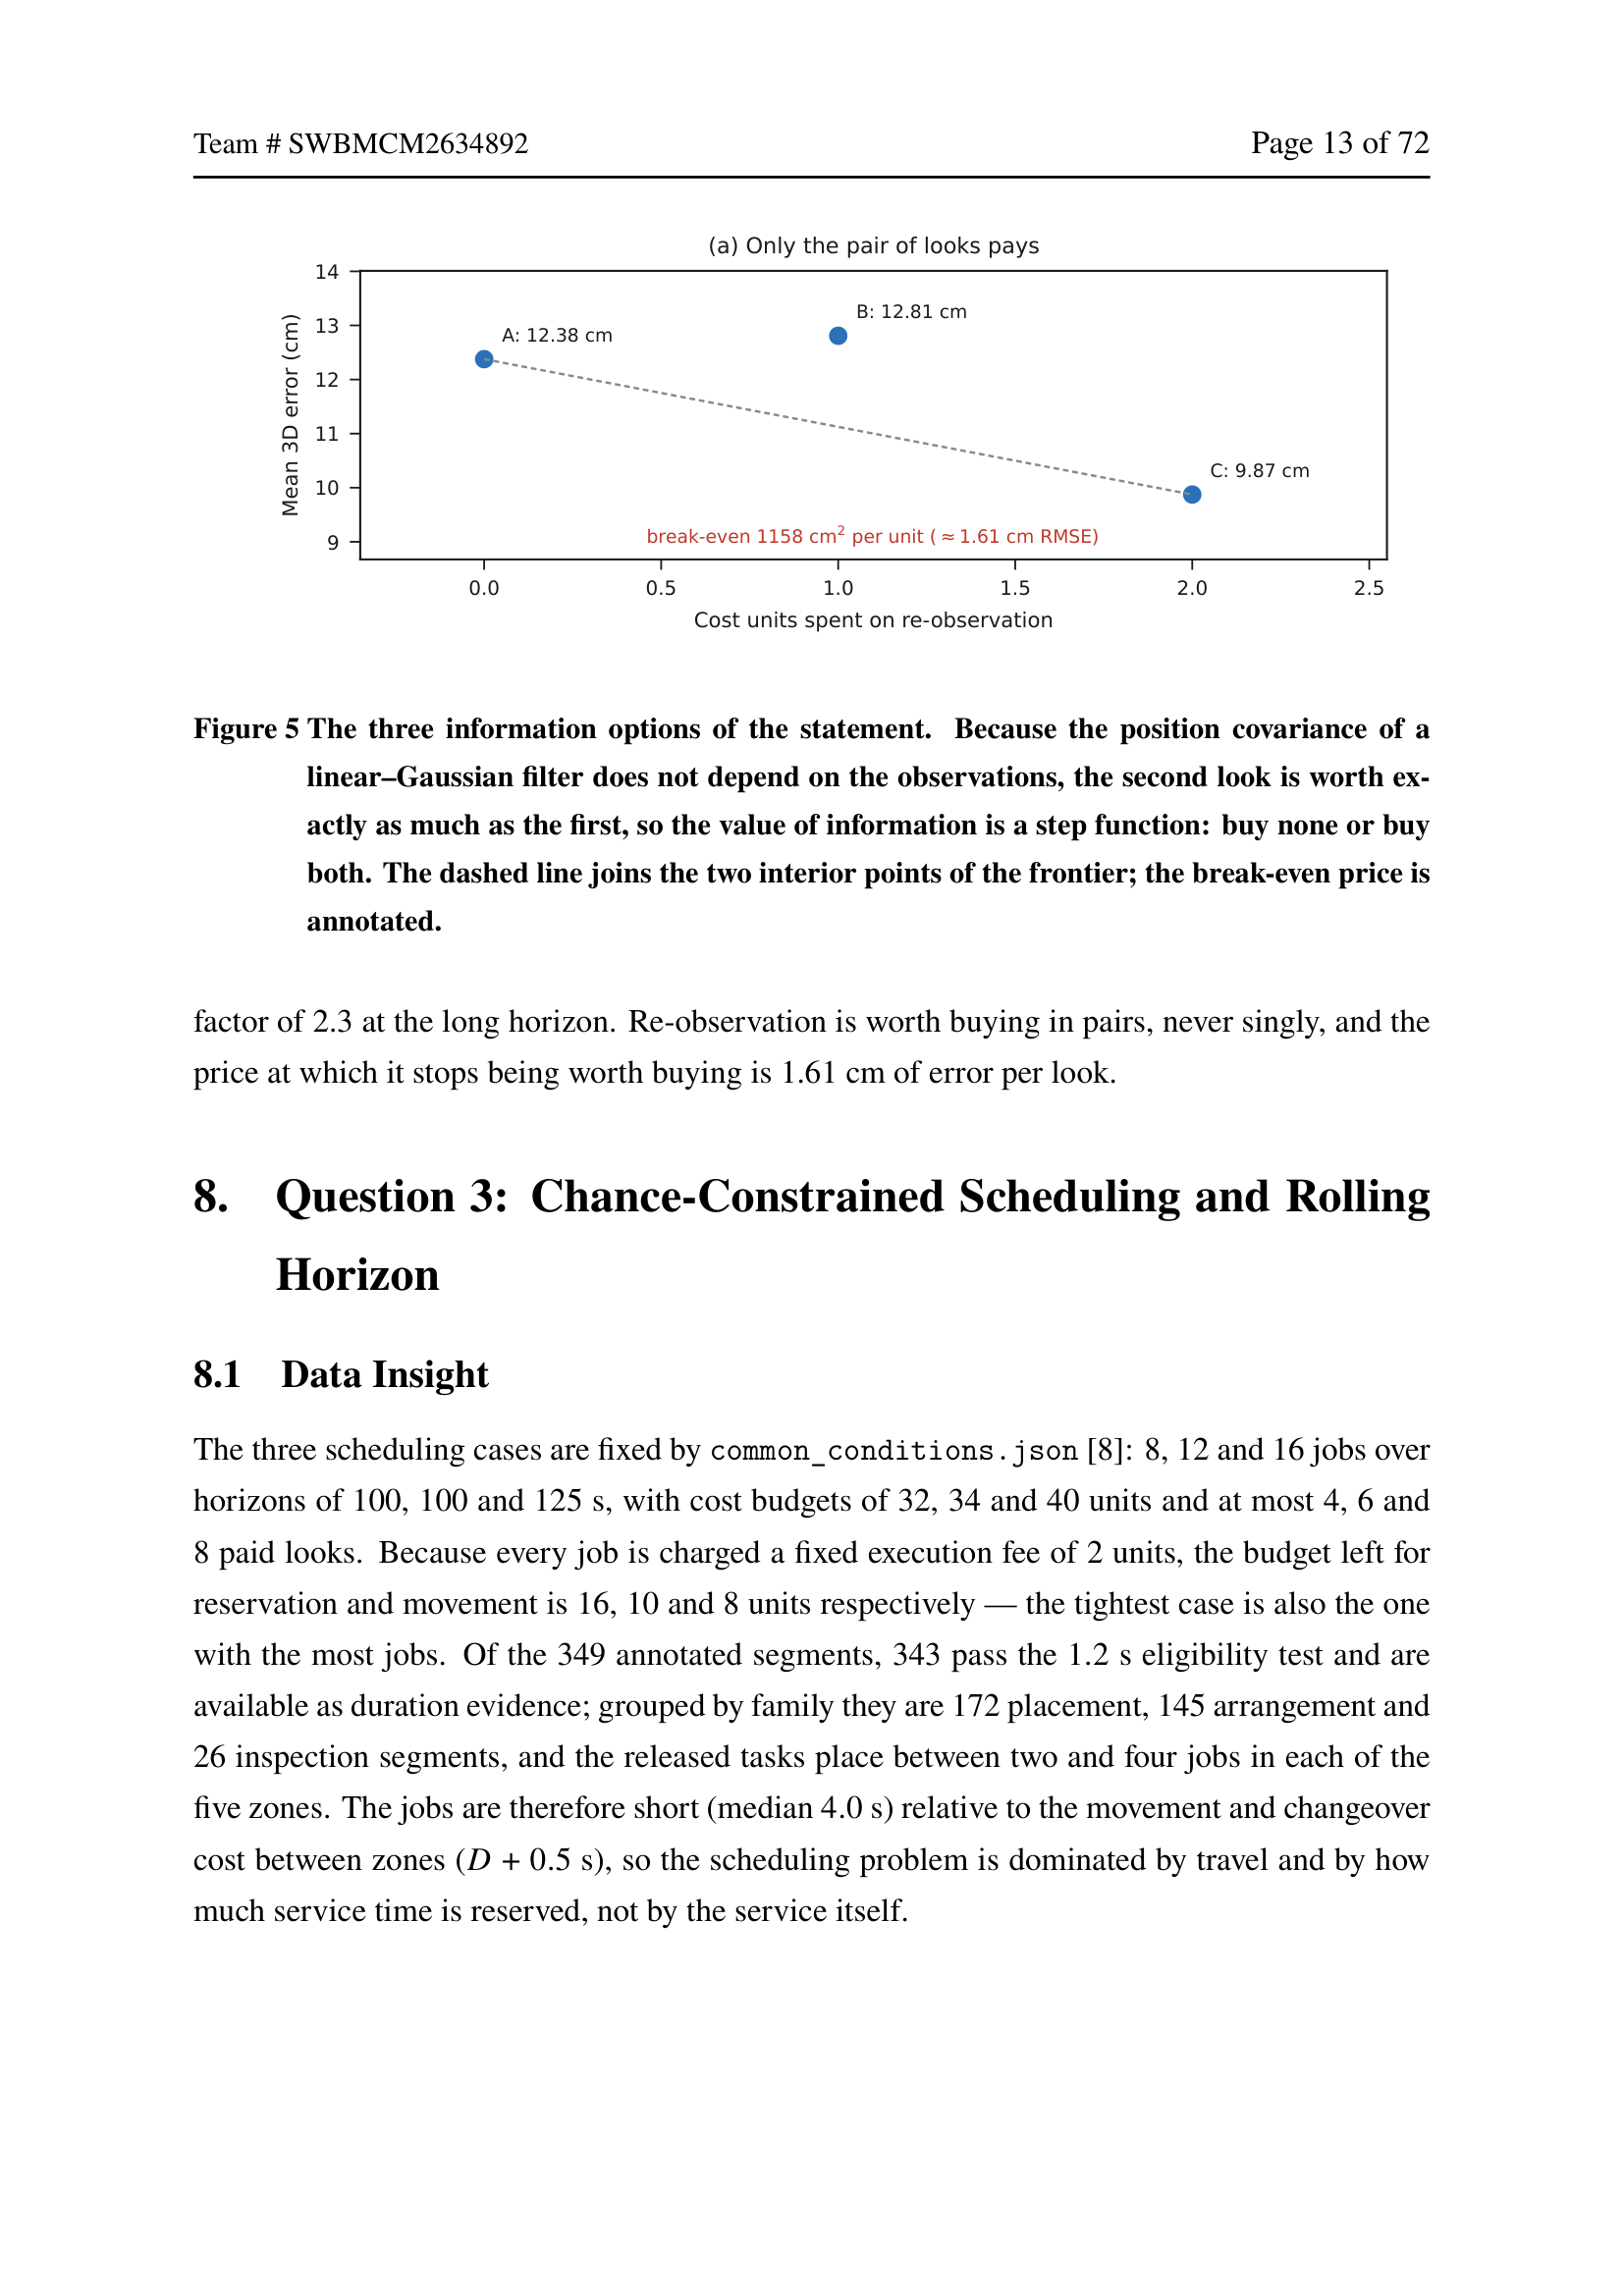 Team # SWBMCM2634892
Page 13 of 72
(a) Only the pair of looks pays
Mean 3D error (cm)
14
13
12
11
10
9
A: 12.38 cm
B: 12.81 cm
C: 9.87 cm
break-even 1158 cm² per unit (≈1.61 cm RMSE)
0.0
0.5
1.0
1.5
2.0
2.5
Cost units spent on re-observation
Figure 5 The three information options of the statement. Because the position covariance of a
linear–Gaussian filter does not depend on the observations, the second look is worth ex-
actly as much as the first, so the value of information is a step function: buy none or buy
both. The dashed line joins the two interior points of the frontier; the break-even price is
annotated.
factor of 2.3 at the long horizon. Re-observation is worth buying in pairs, never singly, and the
price at which it stops being worth buying is 1.61 cm of error per look.
8. Question 3: Chance-Constrained Scheduling and Rolling
Horizon
8.1 Data Insight
The three scheduling cases are fixed by common_conditions.json [8]: 8, 12 and 16 jobs over
horizons of 100, 100 and 125 s, with cost budgets of 32, 34 and 40 units and at most 4, 6 and
8 paid looks. Because every job is charged a fixed execution fee of 2 units, the budget left for
reservation and movement is 16, 10 and 8 units respectively — the tightest case is also the one
with the most jobs. Of the 349 annotated segments, 343 pass the 1.2 s eligibility test and are
available as duration evidence; grouped by family they are 172 placement, 145 arrangement and
26 inspection segments, and the released tasks place between two and four jobs in each of the
five zones. The jobs are therefore short (median 4.0 s) relative to the movement and changeover
cost between zones (D + 0.5 s), so the scheduling problem is dominated by travel and by how
much service time is reserved, not by the service itself.